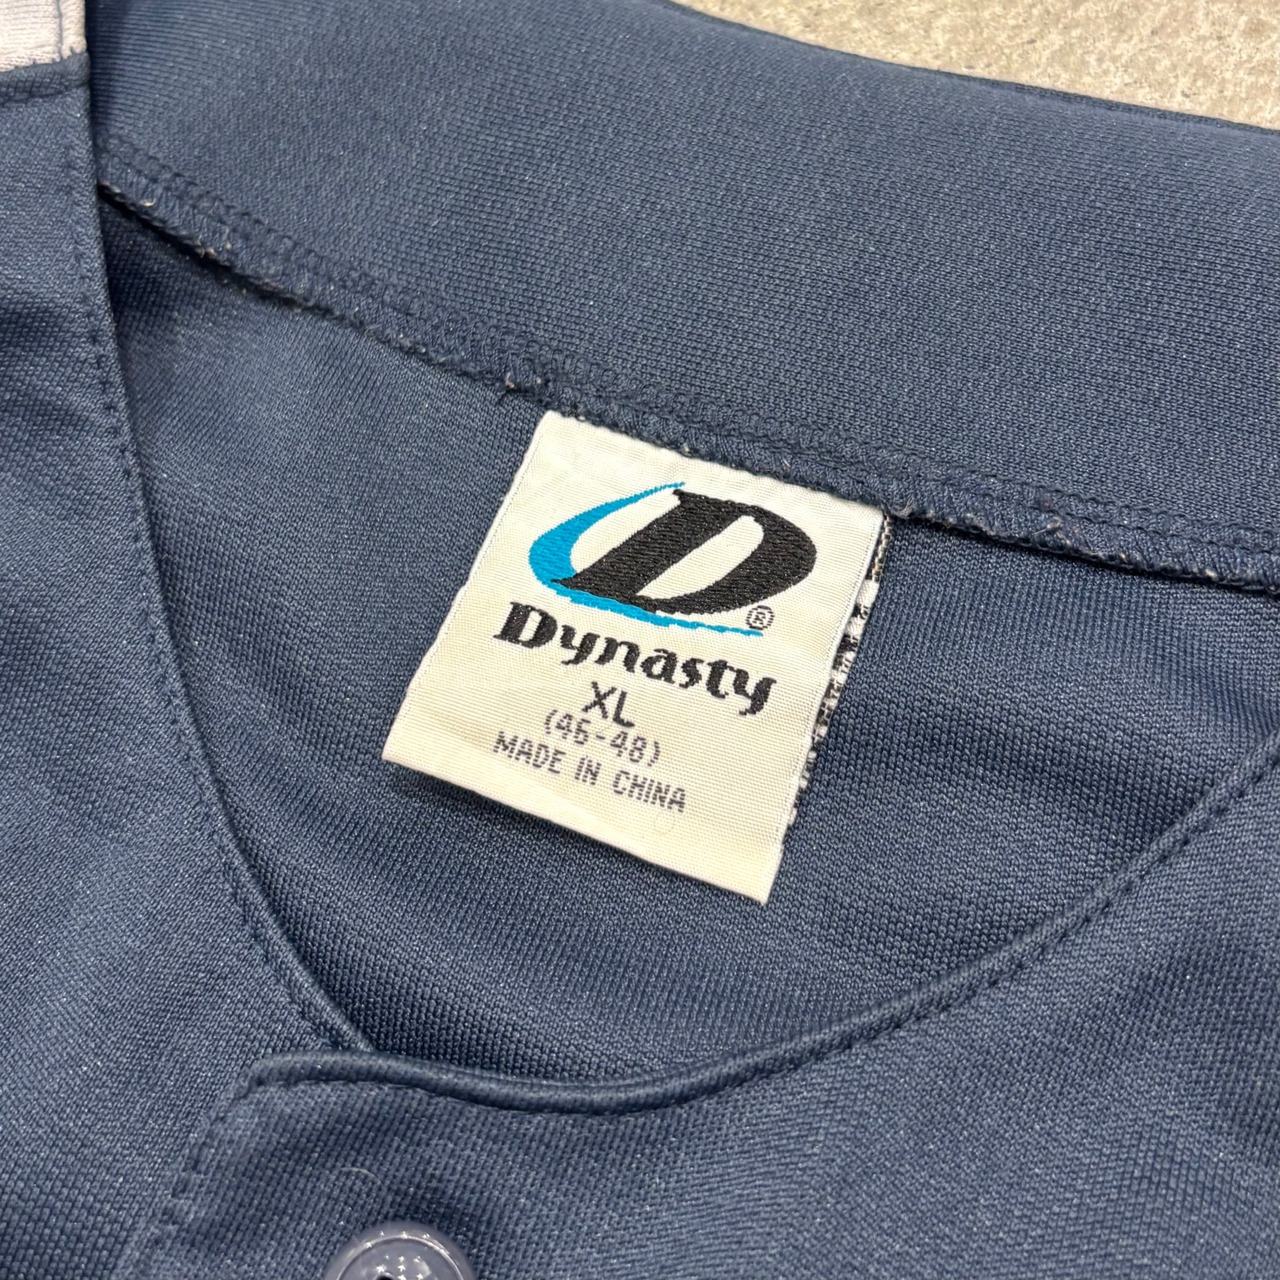 D®
Dynasty
XL
(46-48)
MADE IN CHINA